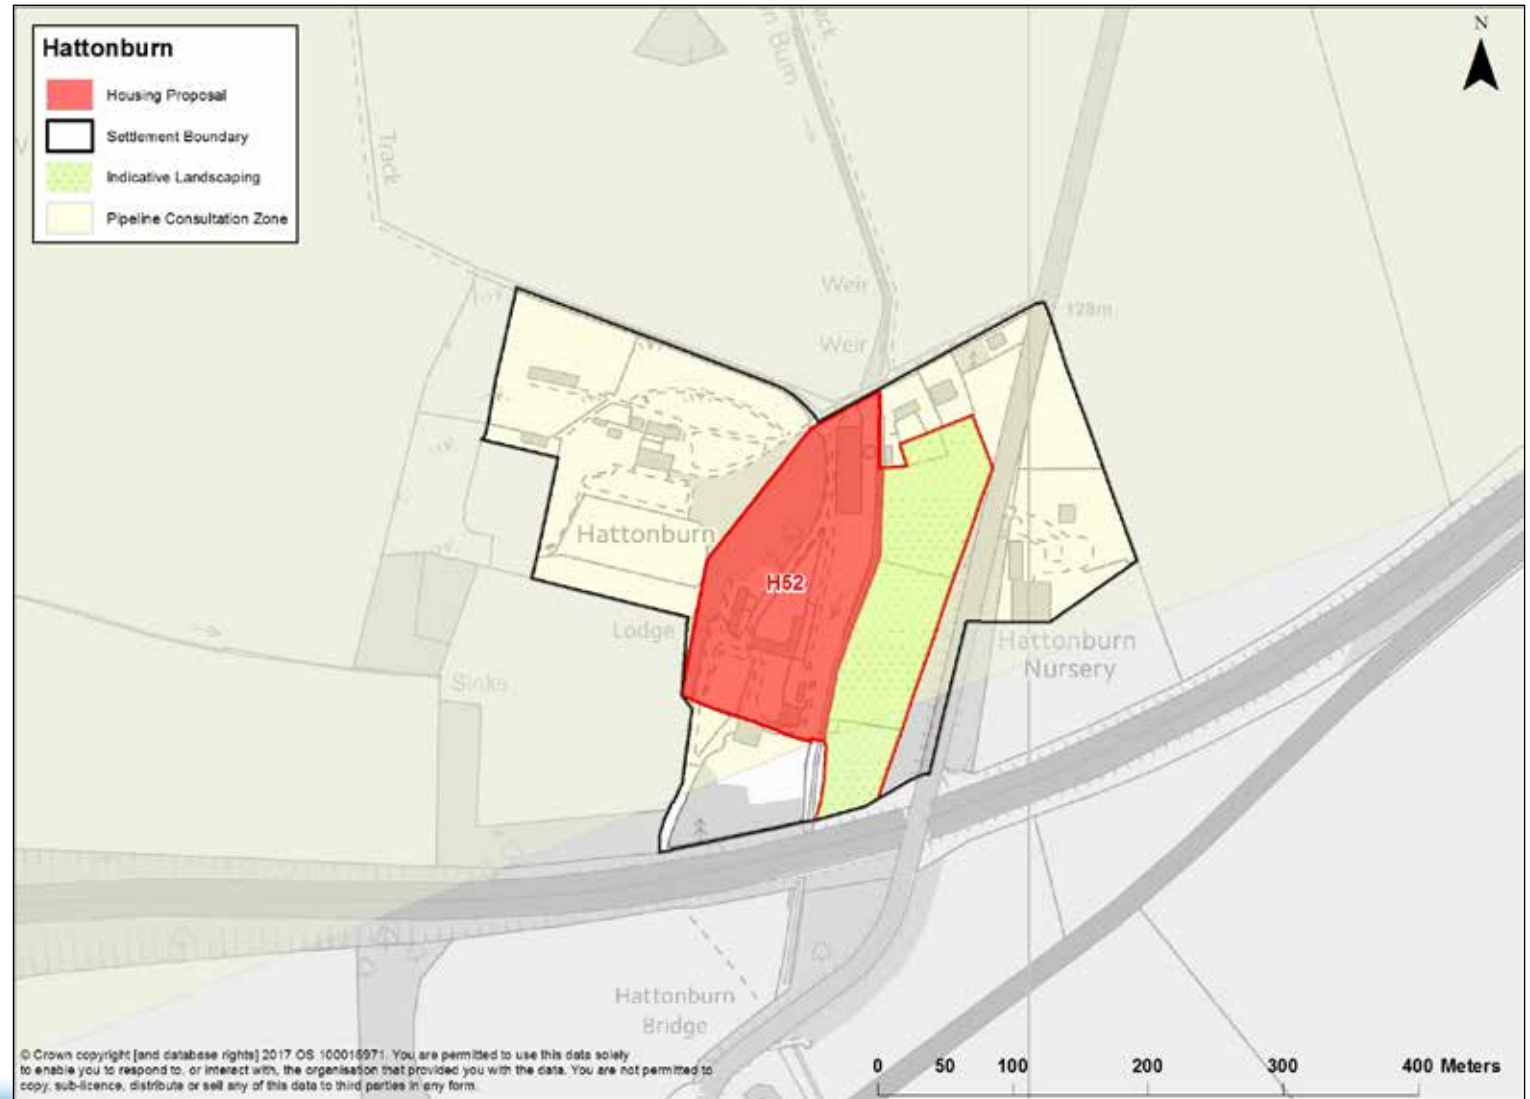 Hattonburn
Housing Proposal
Settlement Boundary
Indicative Landscaping
Pipeline Consultation Zone
N
Track
Burn
Weir
Weir
128m
Hattonburn
H52
Lodge
Sinks
Hattonburn
Nursery
Hattonburn
Bridge
© Crown copyright [and database rights] 2017 OS 100016971. You are permitted to use this data solely
to enable you to respond to, or interact with, the organisation that provided you with the data. You are not permitted to
copy, sub-licence, distribute or sell any of this data to third parties in any form.
0 50 100 200 300 400 Meters